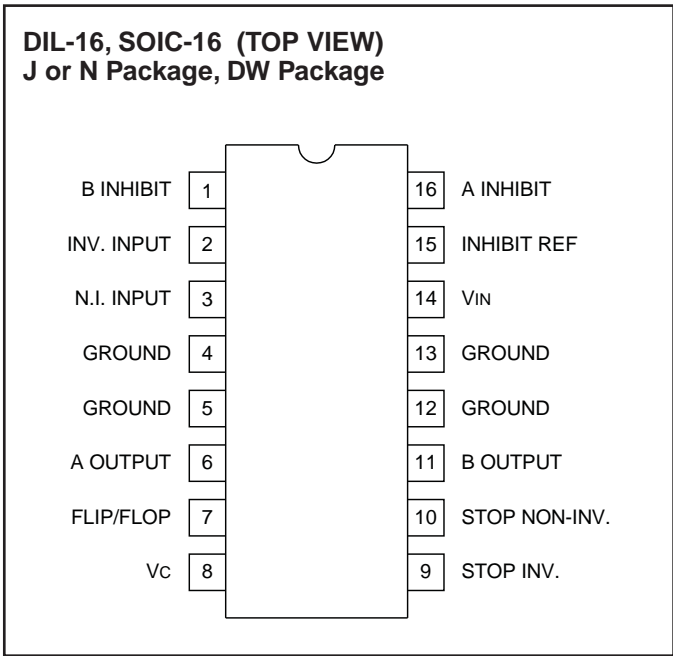 DIL-16, SOIC-16 (TOP VIEW)
J or N Package, DW Package
B INHIBIT 1 16 A INHIBIT
INV. INPUT 2 15 INHIBIT REF
N.I. INPUT 3 14 VIN
GROUND 4 13 GROUND
GROUND 5 12 GROUND
A OUTPUT 6 11 B OUTPUT
FLIP/FLOP 7 10 STOP NON-INV.
VC 8 9 STOP INV.